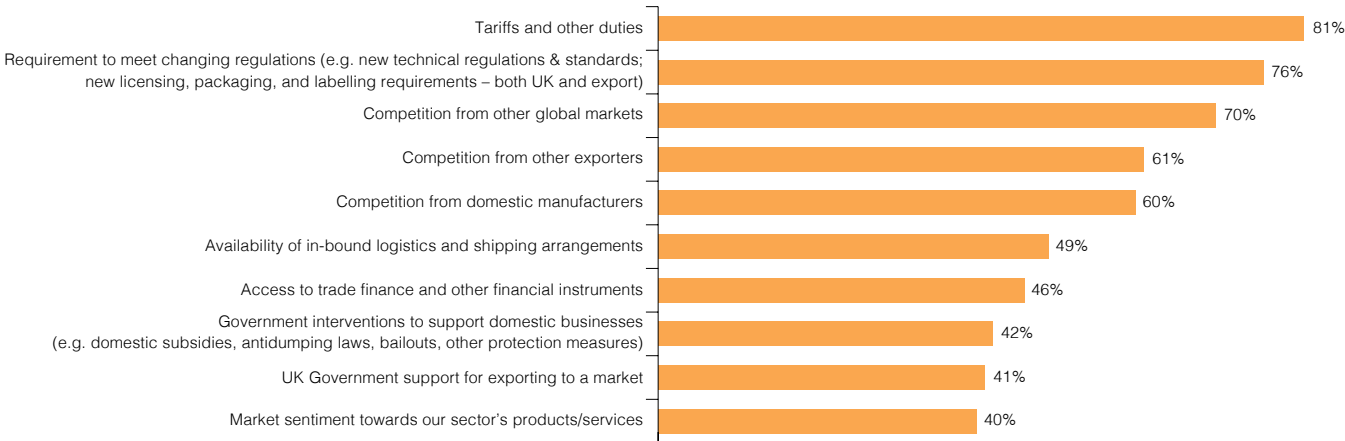 Tariffs and other duties 81%
Requirement to meet changing regulations (e.g. new technical regulations & standards;
new licensing, packaging, and labelling requirements – both UK and export) 76%
Competition from other global markets 70%
Competition from other exporters 61%
Competition from domestic manufacturers 60%
Availability of in-bound logistics and shipping arrangements 49%
Access to trade finance and other financial instruments 46%
Government interventions to support domestic businesses
(e.g. domestic subsidies, antidumping laws, bailouts, other protection measures) 42%
UK Government support for exporting to a market 41%
Market sentiment towards our sector’s products/services 40%